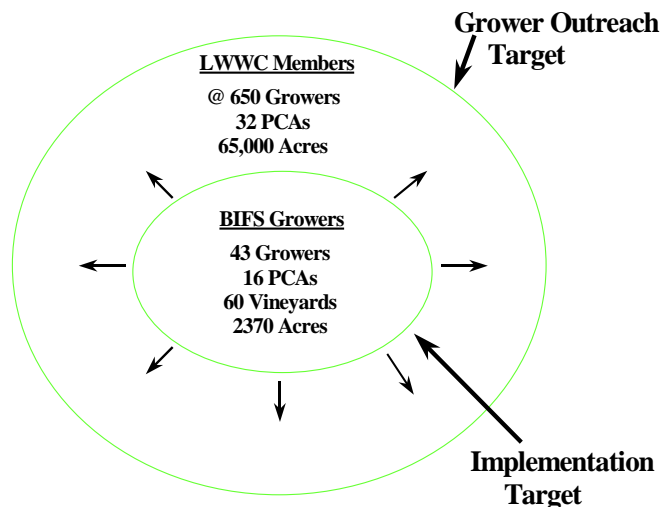 Grower Outreach
Target
LWWC Members
@ 650 Growers
32 PCAs
65,000 Acres
BIFS Growers
43 Growers
16 PCAs
60 Vineyards
2370 Acres
Implementation
Target